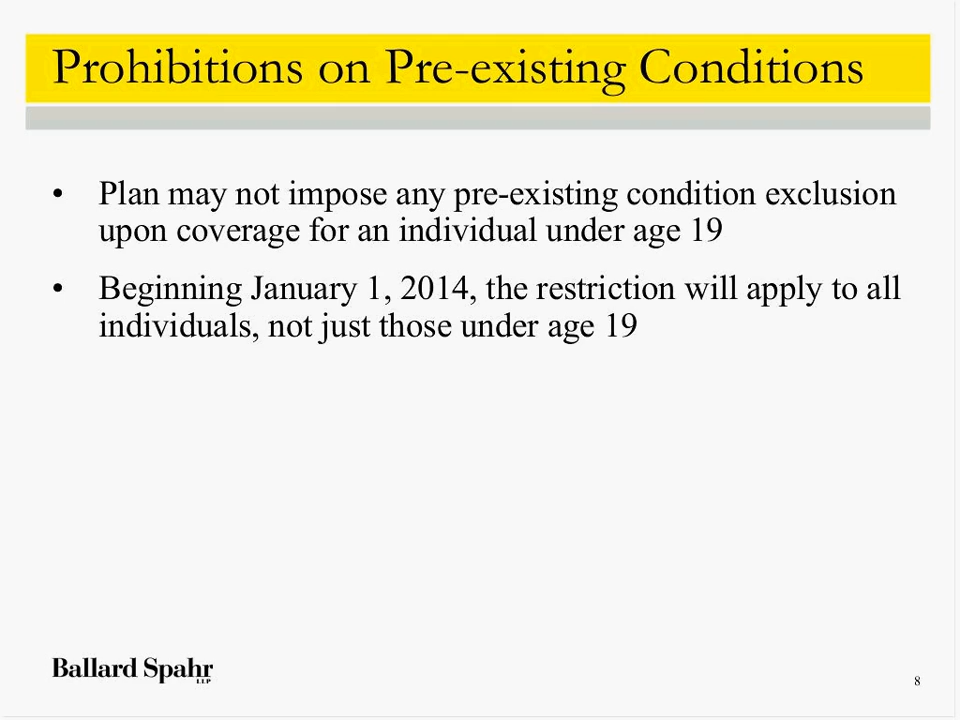 Prohibitions on Pre-existing Conditions
• Plan may not impose any pre-existing condition exclusion
upon coverage for an individual under age 19
• Beginning January 1, 2014, the restriction will apply to all
individuals, not just those under age 19
Ballard Spahr
LLP
8